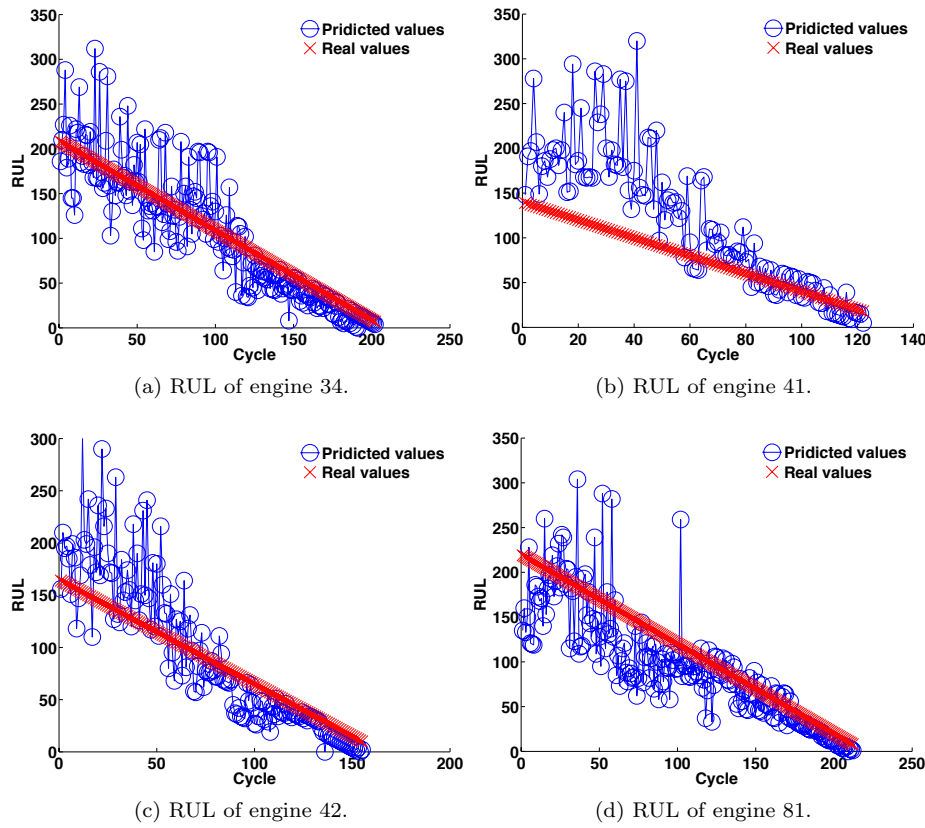 350
300
250
200
150
100
50
0
RUL
0 50 100 150 200 250
Cycle
Pridicted values
Real values
(a) RUL of engine 34.
350
300
250
200
150
100
50
0
RUL
0 20 40 60 80 100 120 140
Cycle
Pridicted values
Real values
(b) RUL of engine 41.
300
250
200
150
100
50
0
RUL
0 50 100 150 200
Cycle
Pridicted values
Real values
(c) RUL of engine 42.
350
300
250
200
150
100
50
0
RUL
0 50 100 150 200 250
Cycle
Pridicted values
Real values
(d) RUL of engine 81.